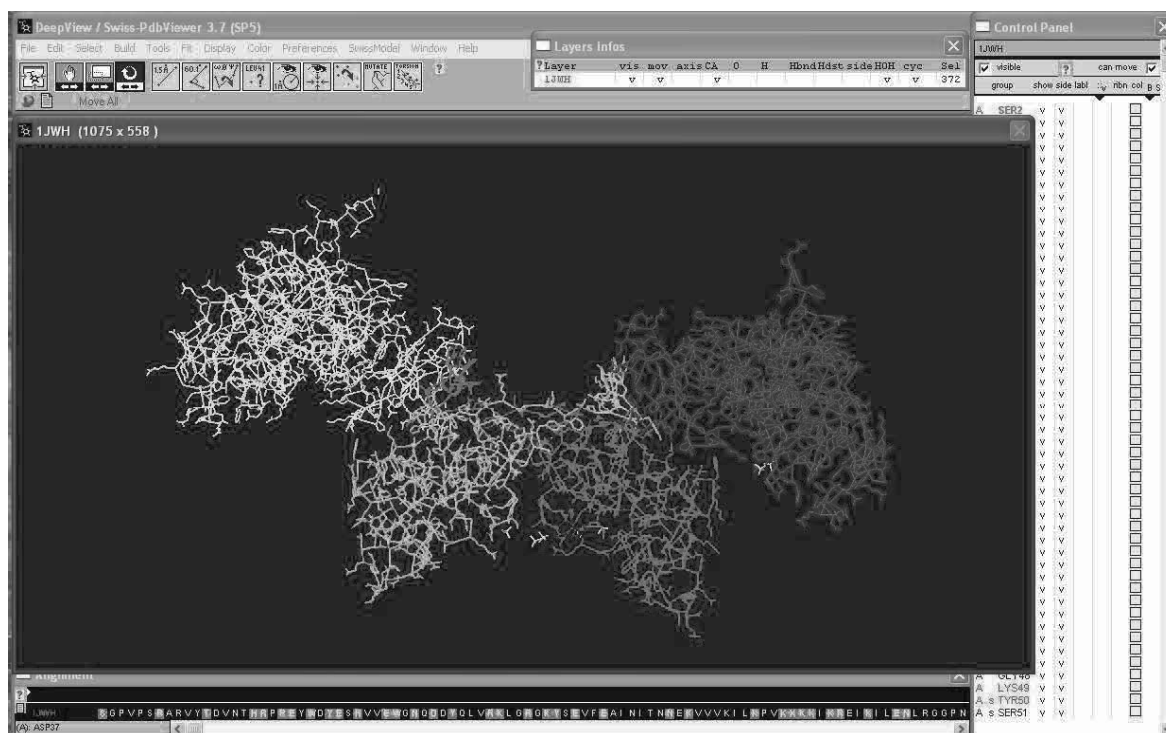 DeepView / Swiss-PdbViewer 3.7 (SP5)
File Edit Select Build Tools Fit Display Color Preferences SwissModel Window Help
Move All
Layers Infos
Layer vis mov axis CA O H Hbnd Hdst side HOH cyc Sel
1JWH v v v v v 372
Control Panel
1JWH
visible ? can move
group show side labl v ribn col B S
A SER2 v v
1JWH (1075 x 558 )
Alignment
A GLY48 v v
A LYS49 v v
A s TYR50 v v
A s SER51 v v
1JWH SGPVPSRARVYTDVNTHRPREYWDYESHVVEWGNQDDYQLVRKLGRGKYSEVFEAINITNNEKVVVKILKPVKKKKIKREIKILENLRGGPN
(A): ASP37